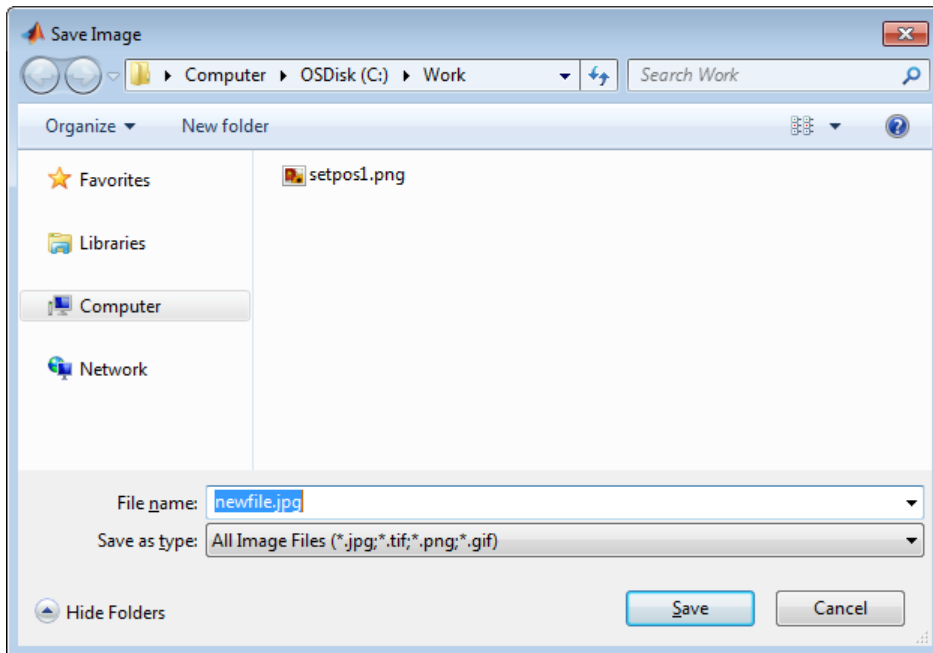 Save Image
Computer OSDisk (C:) Work
Search Work
Organize
New folder
Favorites
setpos1.png
Libraries
Computer
Network
File name: newfile.jpg
Save as type: All Image Files (*.jpg;*.tif;*.png;*.gif)
Hide Folders
Save
Cancel